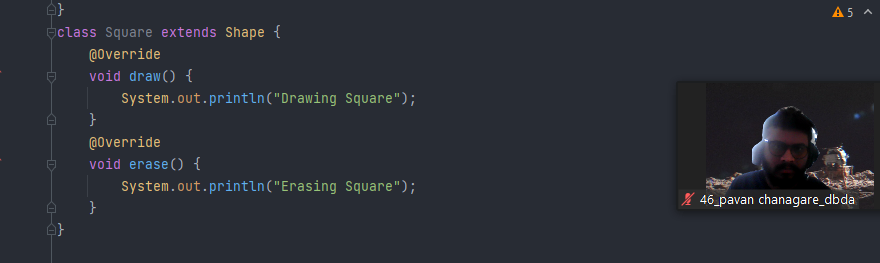 }
class Square extends Shape {
    @Override
    void draw() {
        System.out.println("Drawing Square");
    }
    @Override
    void erase() {
        System.out.println("Erasing Square");
    }
}
5
46_pavan chanagare_dbda